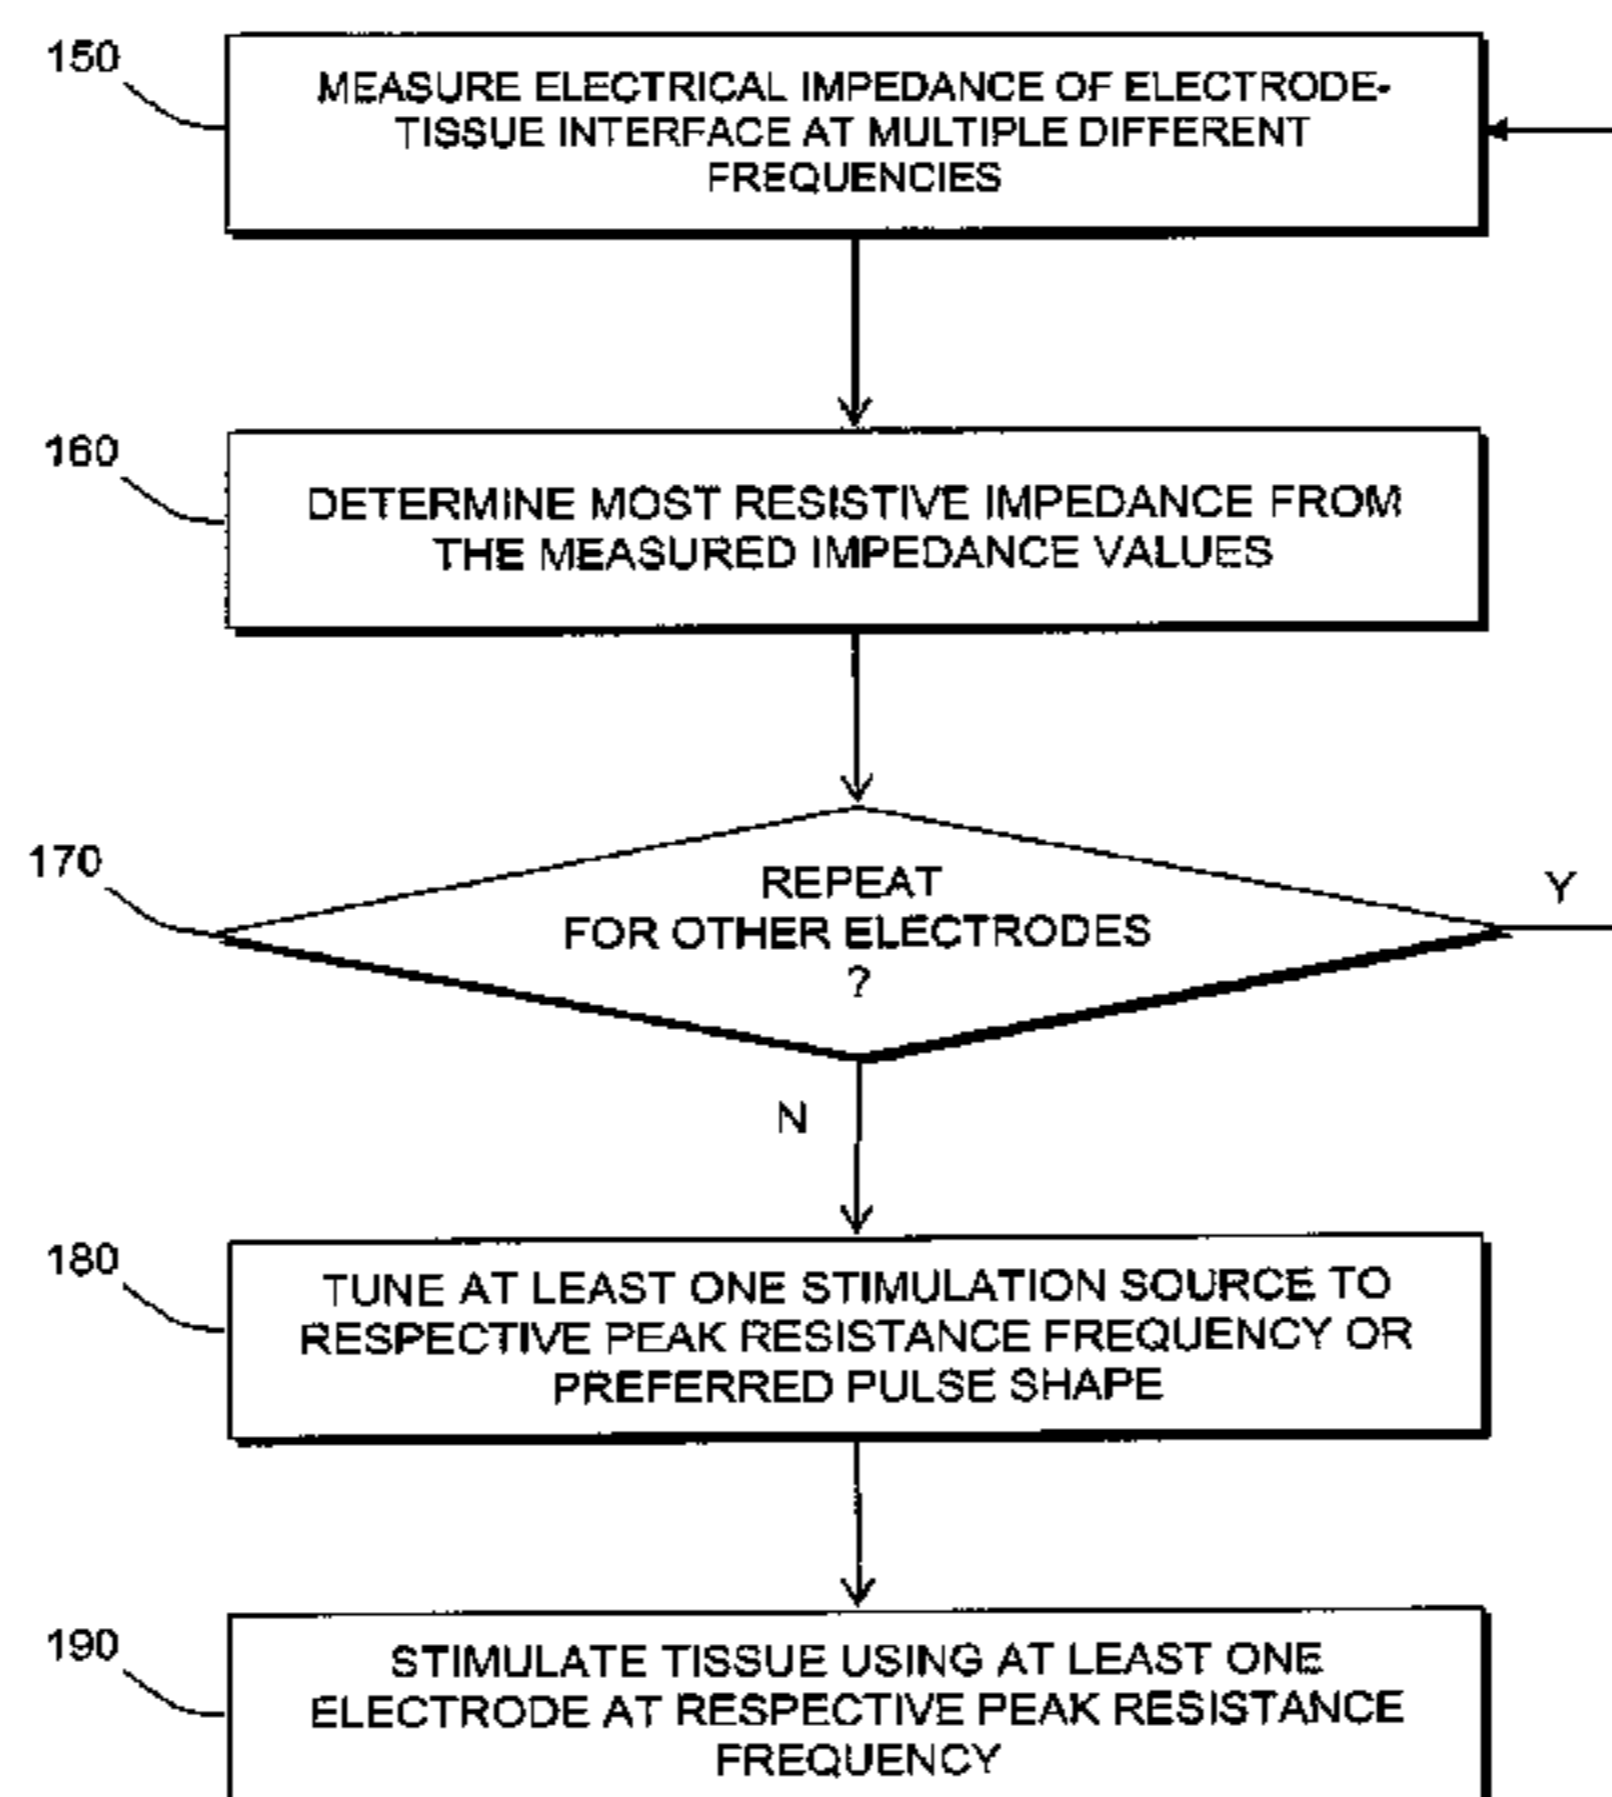 150
MEASURE ELECTRICAL IMPEDANCE OF ELECTRODE-
TISSUE INTERFACE AT MULTIPLE DIFFERENT
FREQUENCIES
160
DETERMINE MOST RESISTIVE IMPEDANCE FROM
THE MEASURED IMPEDANCE VALUES
170
REPEAT
FOR OTHER ELECTRODES
?
Y
N
180
TUNE AT LEAST ONE STIMULATION SOURCE TO
RESPECTIVE PEAK RESISTANCE FREQUENCY OR
PREFERRED PULSE SHAPE
190
STIMULATE TISSUE USING AT LEAST ONE
ELECTRODE AT RESPECTIVE PEAK RESISTANCE
FREQUENCY